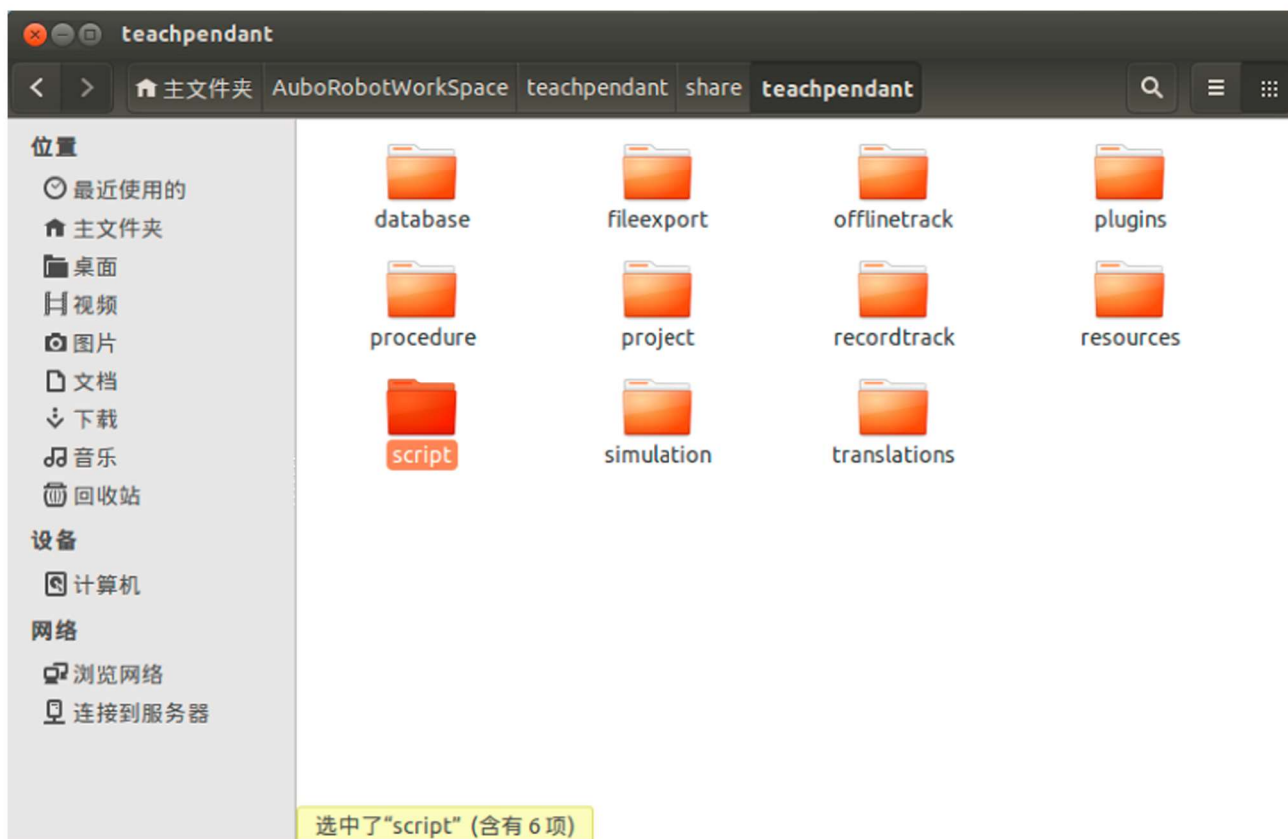 teachpendant
主文件夹 AuboRobotWorkSpace teachpendant share teachpendant
位置
最近使用的
主文件夹
桌面
视频
图片
文档
下载
音乐
回收站
设备
计算机
网络
浏览网络
连接到服务器
database fileexport offlinetrack plugins
procedure project recordtrack resources
script simulation translations
选中了“script” (含有 6 项)